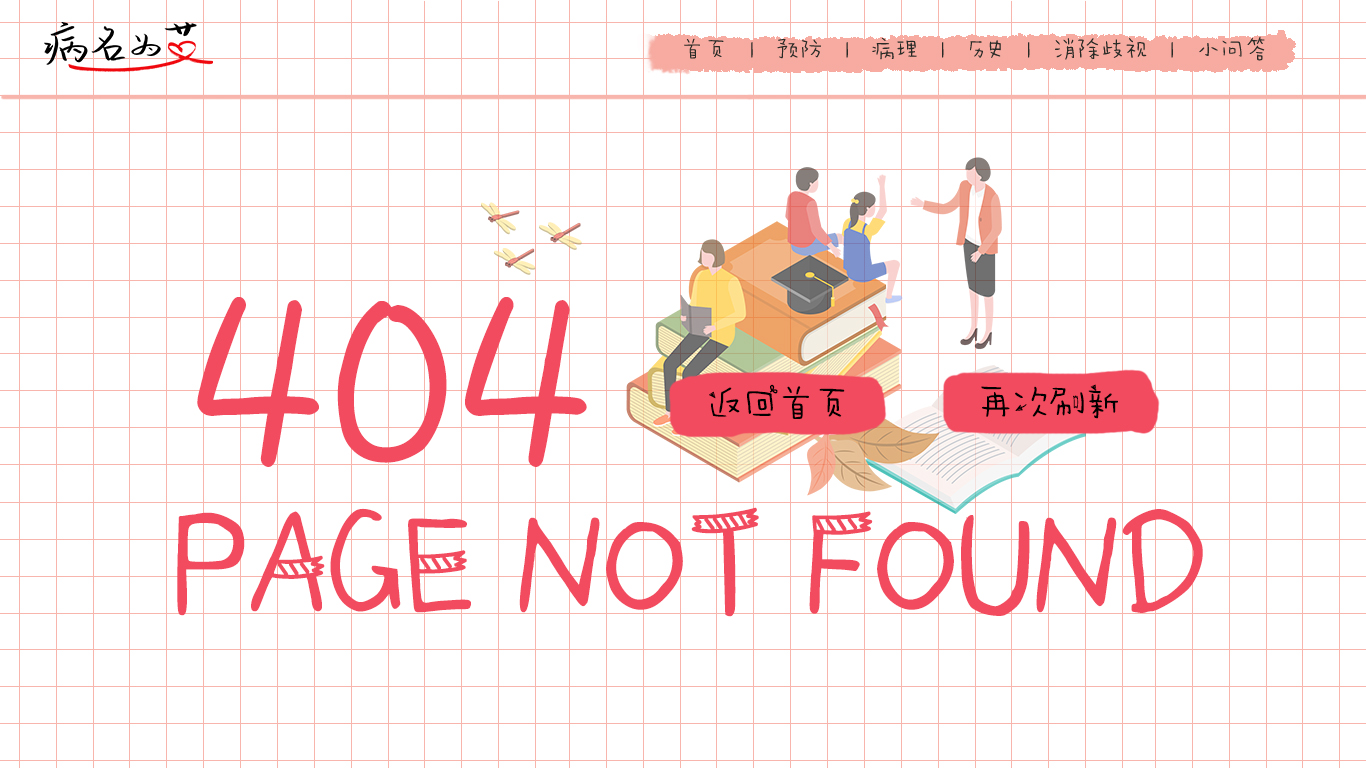 病名为艾
首页 | 预防 | 病理 | 历史 | 消除歧视 | 小问答
404
返回首页
再次刷新
PAGE NOT FOUND